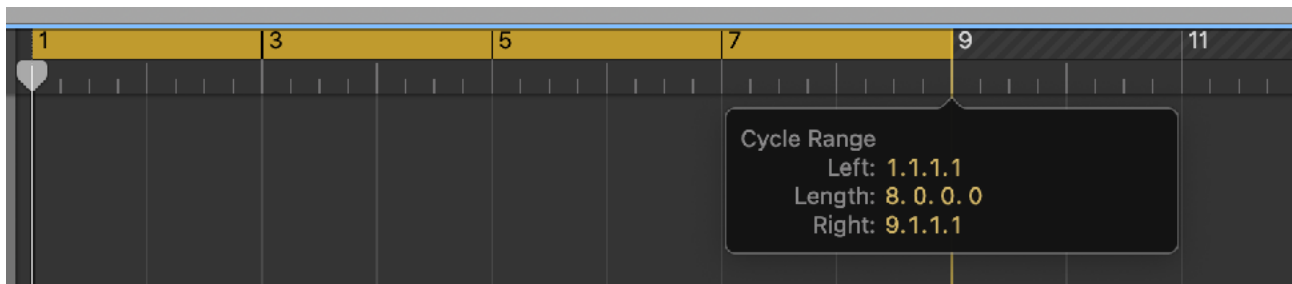 1 3 5 7 9 11
Cycle Range
Left: 1.1.1.1
Length: 8. 0. 0. 0
Right: 9.1.1.1